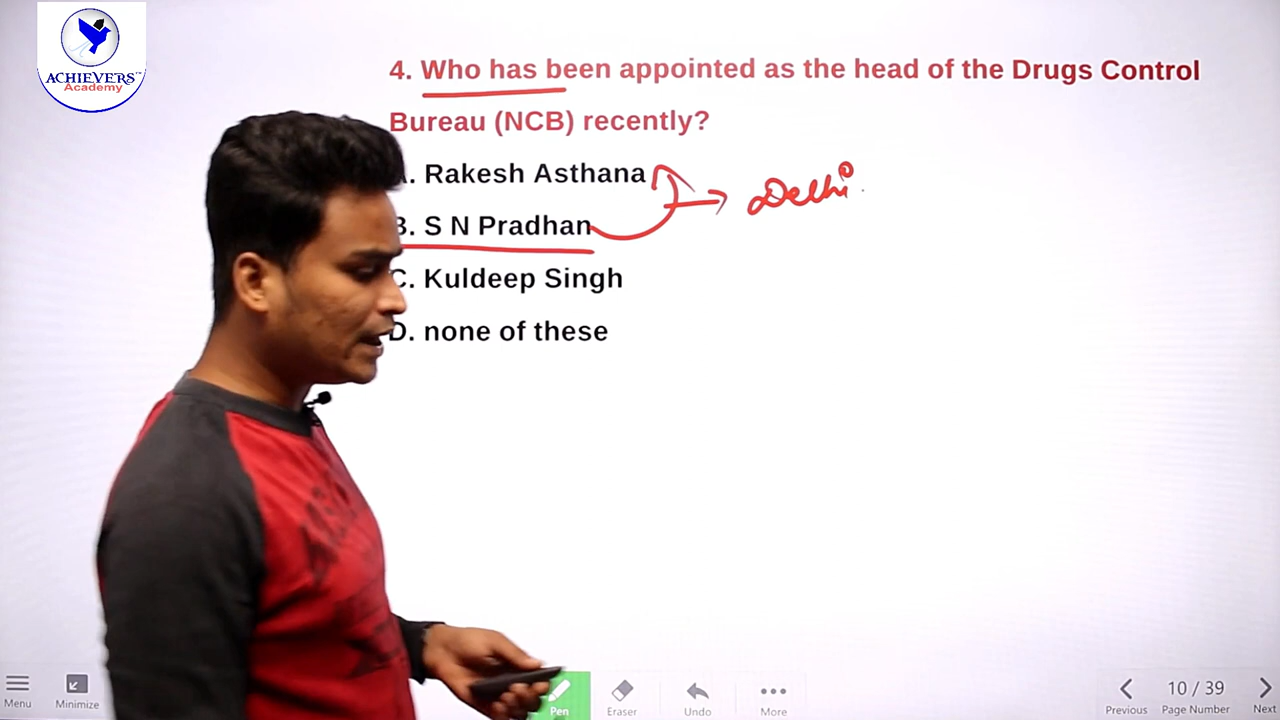 ACHIEVERS
Academy
4. Who has been appointed as the head of the Drugs Control
Bureau (NCB) recently?
A. Rakesh Asthana
B. S N Pradhan
Delhi
C. Kuldeep Singh
D. none of these
Menu
Minimize
Pen
Eraser
Undo
More
Previous
10 / 39
Page Number
Next